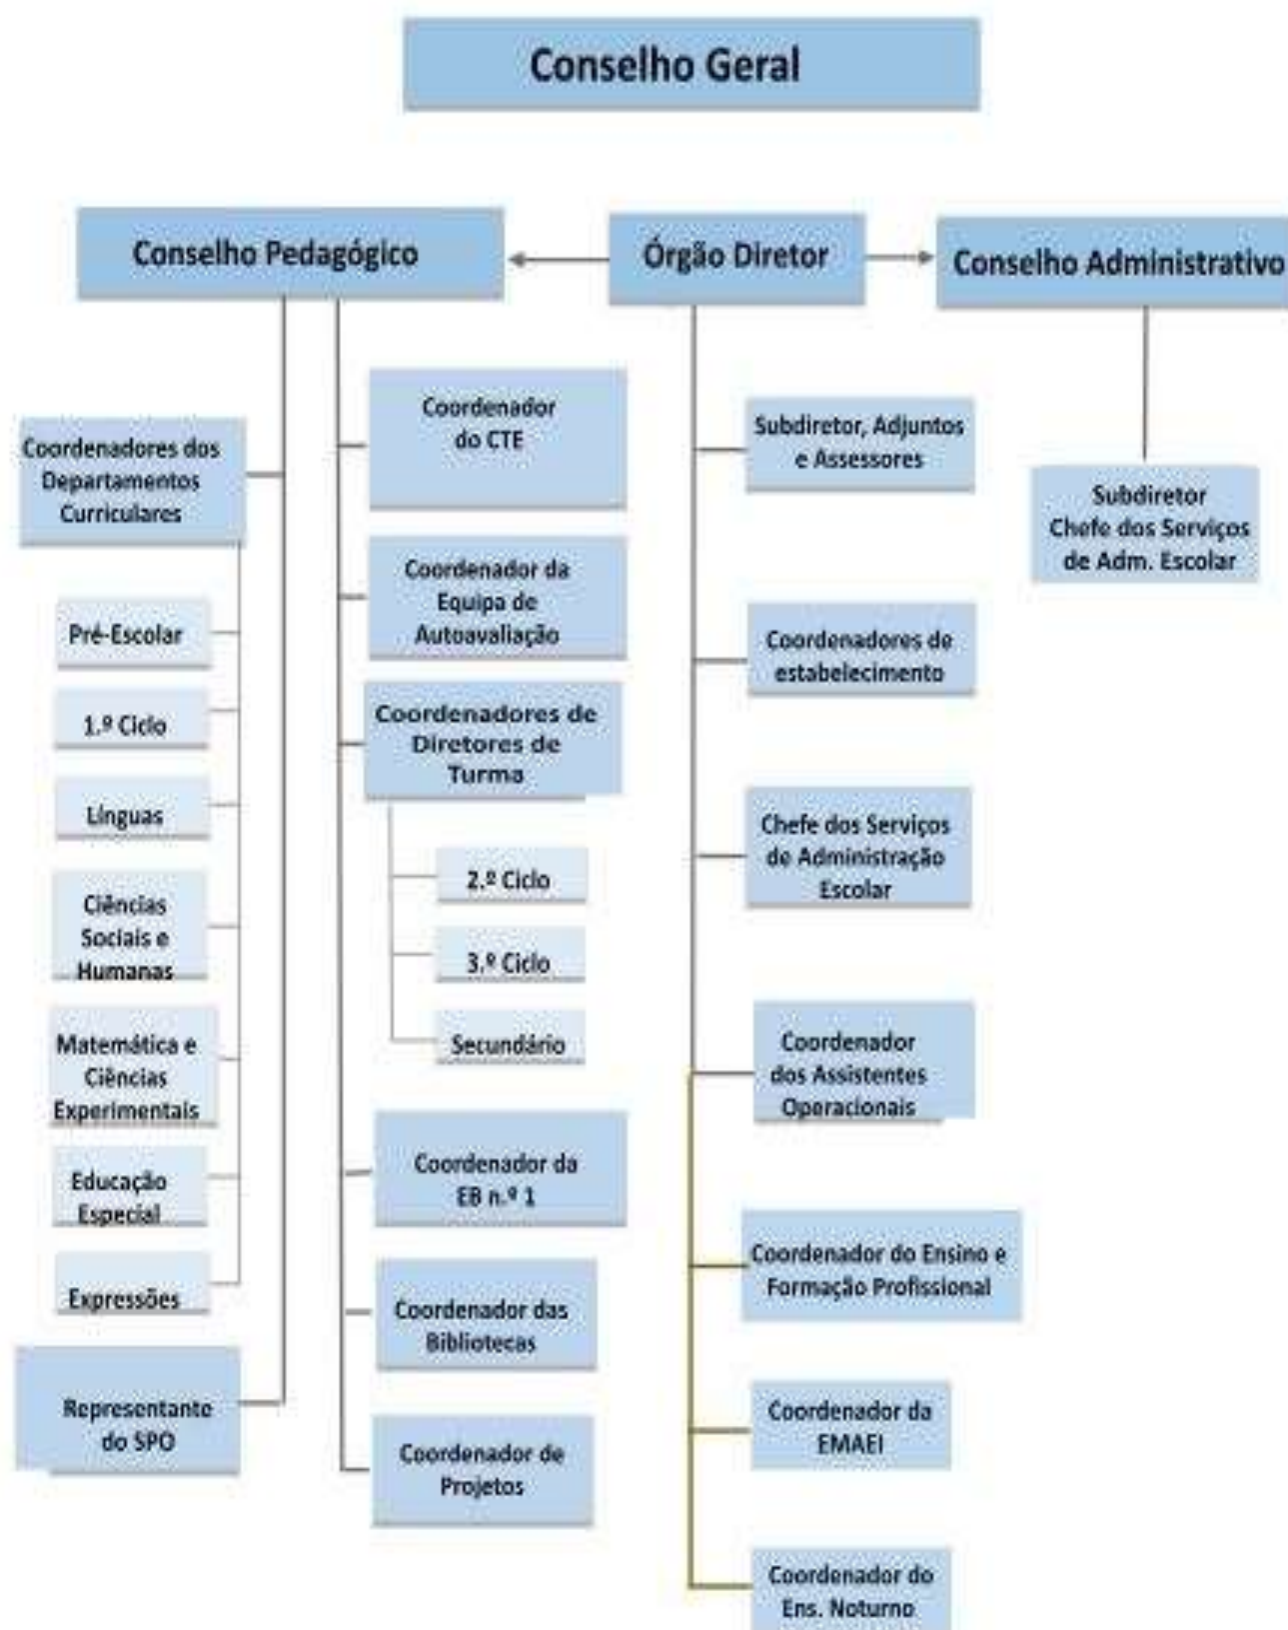 Conselho Geral
Conselho Pedagógico
Órgão Diretor
Conselho Administrativo
Coordenadores dos
Departamentos
Curriculares
Pré-Escolar
1.º Ciclo
Línguas
Ciências
Sociais e
Humanas
Matemática e
Ciências
Experimentais
Educação
Especial
Expressões
Representante
do SPO
Coordenador
do CTE
Coordenador da
Equipa de
Autoavaliação
Coordenadores de
Diretores de
Turma
2.º Ciclo
3.º Ciclo
Secundário
Coordenador da
EB n.º 1
Coordenador das
Bibliotecas
Coordenador de
Projetos
Subdiretor, Adjuntos
e Assessores
Coordenadores de
estabelecimento
Chefe dos Serviços
de Administração
Escolar
Coordenador
dos Assistentes
Operacionais
Coordenador do Ensino e
Formação Profissional
Coordenador da
EMAEI
Coordenador do
Ens. Noturno
Subdiretor
Chefe dos Serviços
de Adm. Escolar